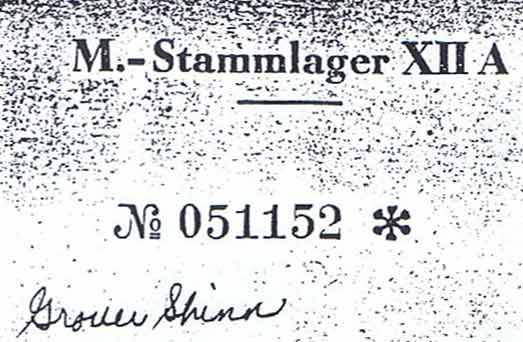 M.-Stammlager XII A
№ 051152 *
Grover Shinn